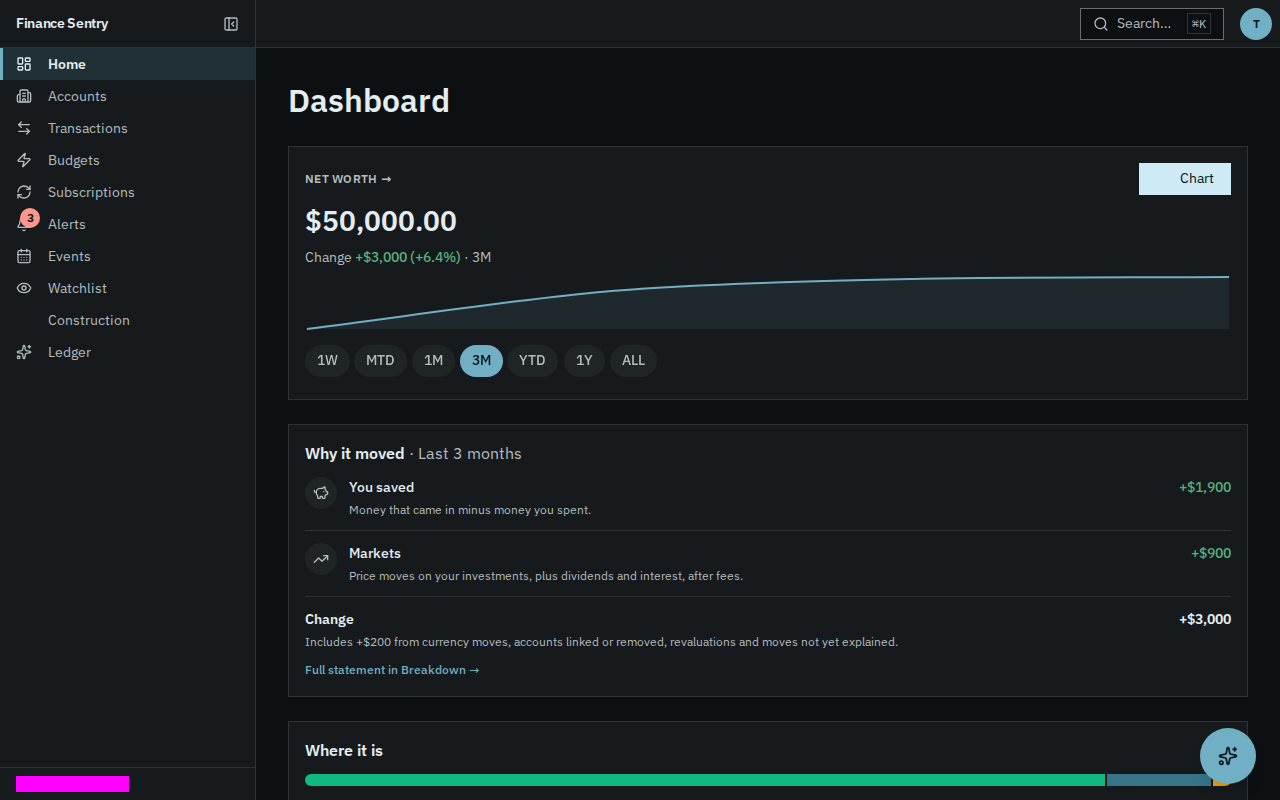 Finance Sentry
Search...
⌘K
T
Home
Accounts
Transactions
Budgets
Subscriptions
3
Alerts
Events
Watchlist
Construction
Ledger
Dashboard
NET WORTH →
Chart
$50,000.00
Change +$3,000 (+6.4%) · 3M
1W MTD 1M 3M YTD 1Y ALL
Why it moved · Last 3 months
You saved +$1,900
Money that came in minus money you spent.
Markets +$900
Price moves on your investments, plus dividends and interest, after fees.
Change +$3,000
Includes +$200 from currency moves, accounts linked or removed, revaluations and moves not yet explained.
Full statement in Breakdown →
Where it is